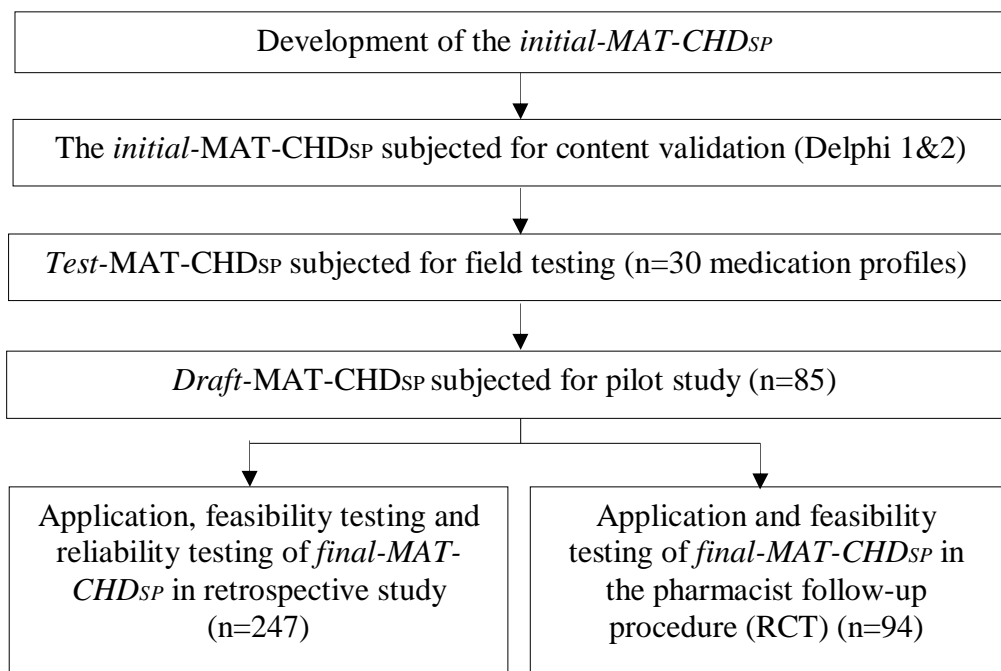 Development of the initial-MAT-CHDSP
The initial-MAT-CHDSP subjected for content validation (Delphi 1&2)
Test-MAT-CHDSP subjected for field testing (n=30 medication profiles)
Draft-MAT-CHDSP subjected for pilot study (n=85)
Application, feasibility testing and
reliability testing of final-MAT-
CHDSP in retrospective study
(n=247)
Application and feasibility
testing of final-MAT-CHDSP in
the pharmacist follow-up
procedure (RCT) (n=94)